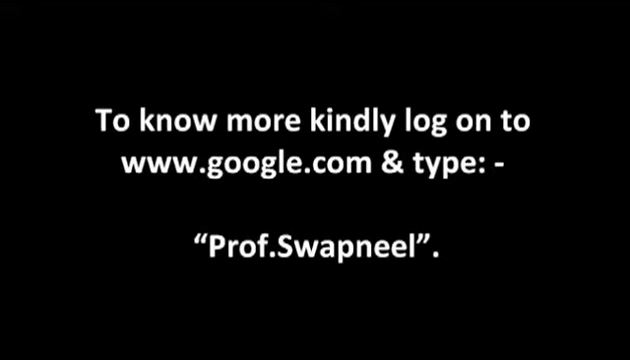 To know more kindly log on to
www.google.com & type: -
“Prof.Swapneel”.